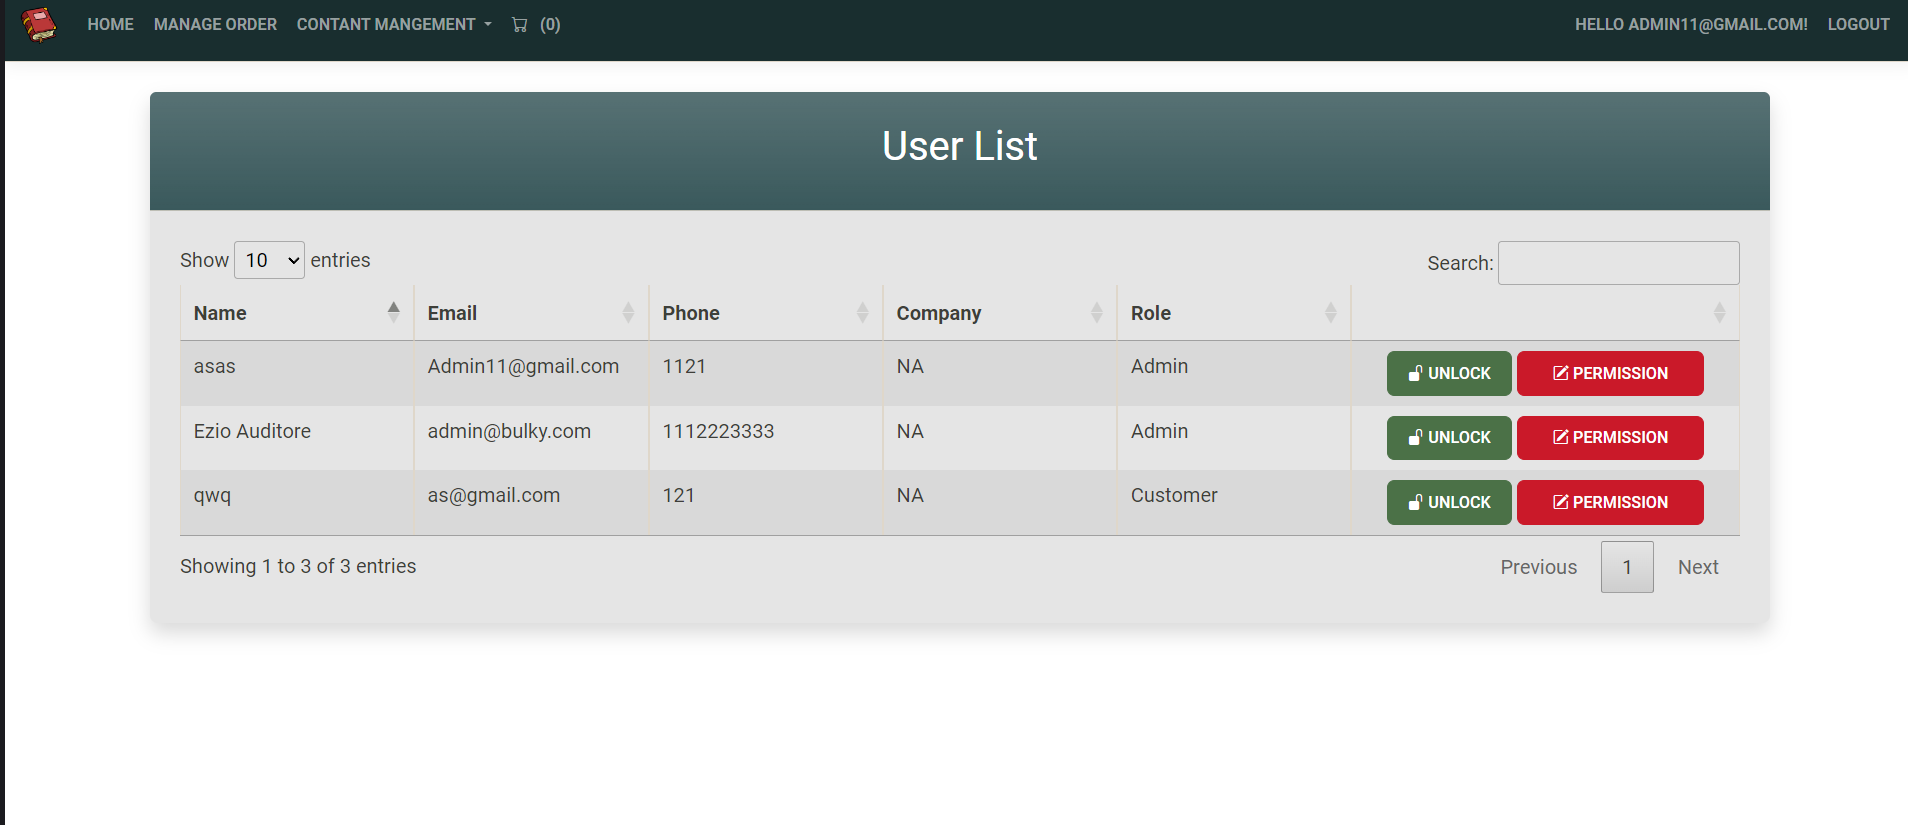 HOME MANAGE ORDER CONTANT MANGEMENT (0) HELLO ADMIN11@GMAIL.COM! LOGOUT
User List
Show 10 entries Search:
Name Email Phone Company Role
asas Admin11@gmail.com 1121 NA Admin UNLOCK PERMISSION
Ezio Auditore admin@bulky.com 1112223333 NA Admin UNLOCK PERMISSION
qwq as@gmail.com 121 NA Customer UNLOCK PERMISSION
Showing 1 to 3 of 3 entries Previous 1 Next